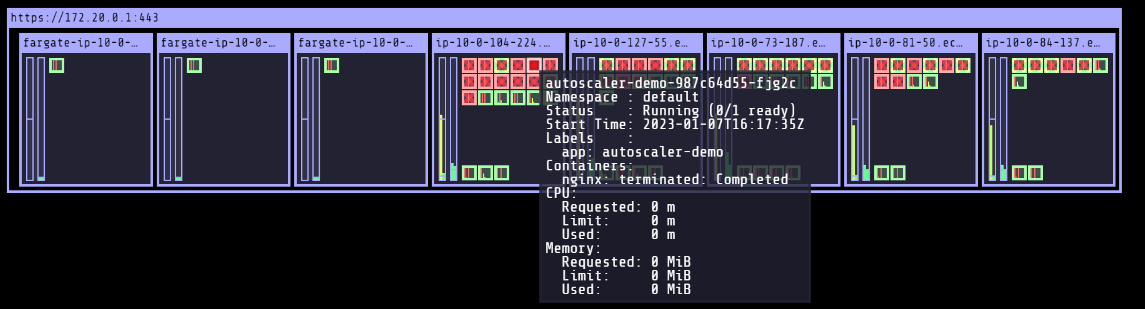 https://172.20.0.1:443
fargate-ip-10-0-…
fargate-ip-10-0-…
fargate-ip-10-0-…
ip-10-0-104-224.…
ip-10-0-127-55.e…
ip-10-0-73-187.e…
ip-10-0-81-50.ec…
ip-10-0-84-137.e…
autoscaler-demo-987c64d55-fjg2c
Namespace : default
Status : Running (0/1 ready)
Start Time: 2023-01-07T16:17:35Z
Labels :
app: autoscaler-demo
Containers:
nginx: terminated: Completed
CPU:
Requested: 0 m
Limit: 0 m
Used: 0 m
Memory:
Requested: 0 MiB
Limit: 0 MiB
Used: 0 MiB